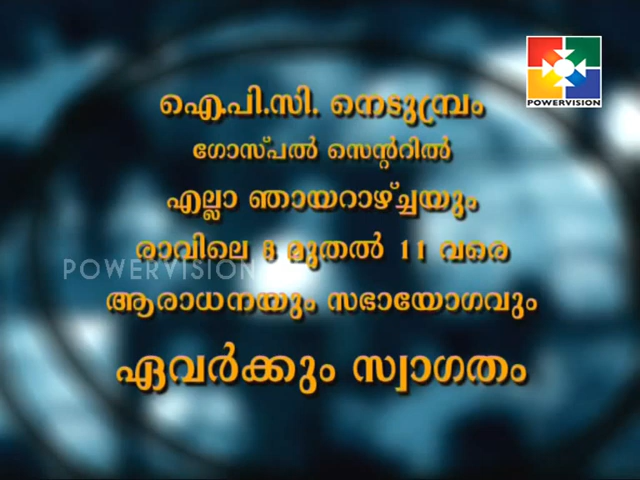 POWERVISION
ഐ.പി.സി. നെടുമ്പ്രം
ഗോസ്പൽ സെന്ററിൽ
എല്ലാ ഞായറാഴ്ച്ചയും
രാവിലെ 8 മുതൽ 11 വരെ
POWERVISION
ആരാധനയും സഭായോഗവും
ഏവർക്കും സ്വാഗതം